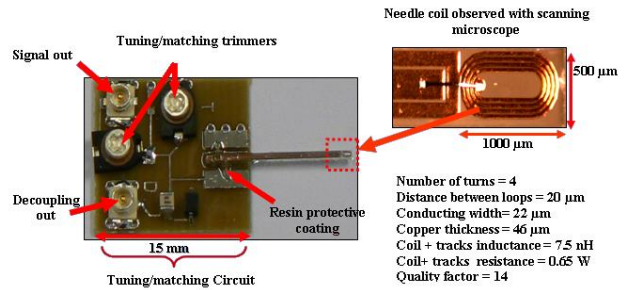 Needle coil observed with scanning
microscope
Tuning/matching trimmers
Signal out
500 µm
1000 µm
Decoupling
out
Resin protective
coating
15 mm
Tuning/matching Circuit
Number of turns = 4
Distance between loops = 20 µm
Conducting width= 22 µm
Copper thickness = 46 µm
Coil + tracks inductance = 7.5 nH
Coil+ tracks resistance = 0.65 W
Quality factor = 14